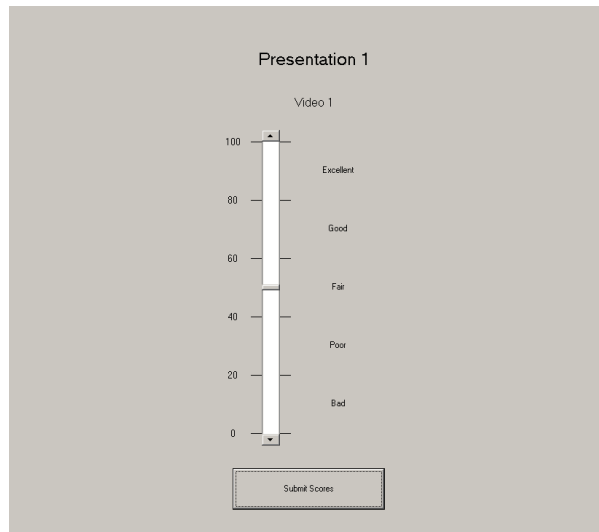 Presentation 1
Video 1
100
Excellent
80
Good
60
Fair
40
Poor
20
Bad
0
Submit Scores